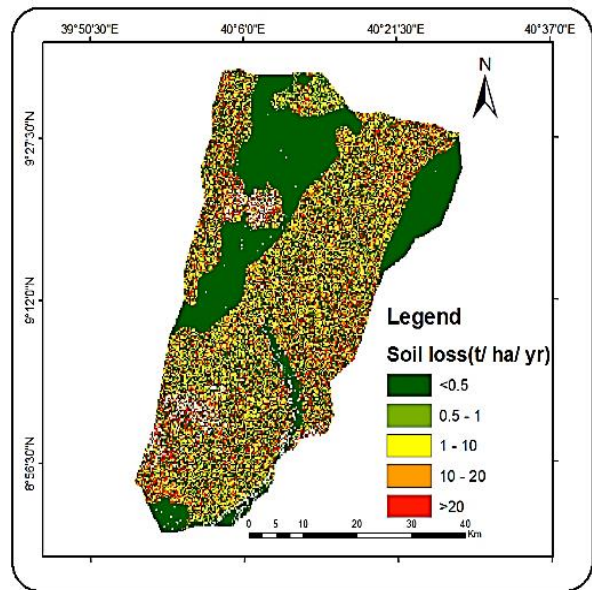 39°50'30"E 40°6'0"E 40°21'30"E 40°37'0"E
N
9°27'30"N
9°12'0"N
8°56'30"N
Legend
Soil loss(t/ ha/ yr)
<0.5
0.5 - 1
1 - 10
10 - 20
>20
0 5 10 20 30 40
Km